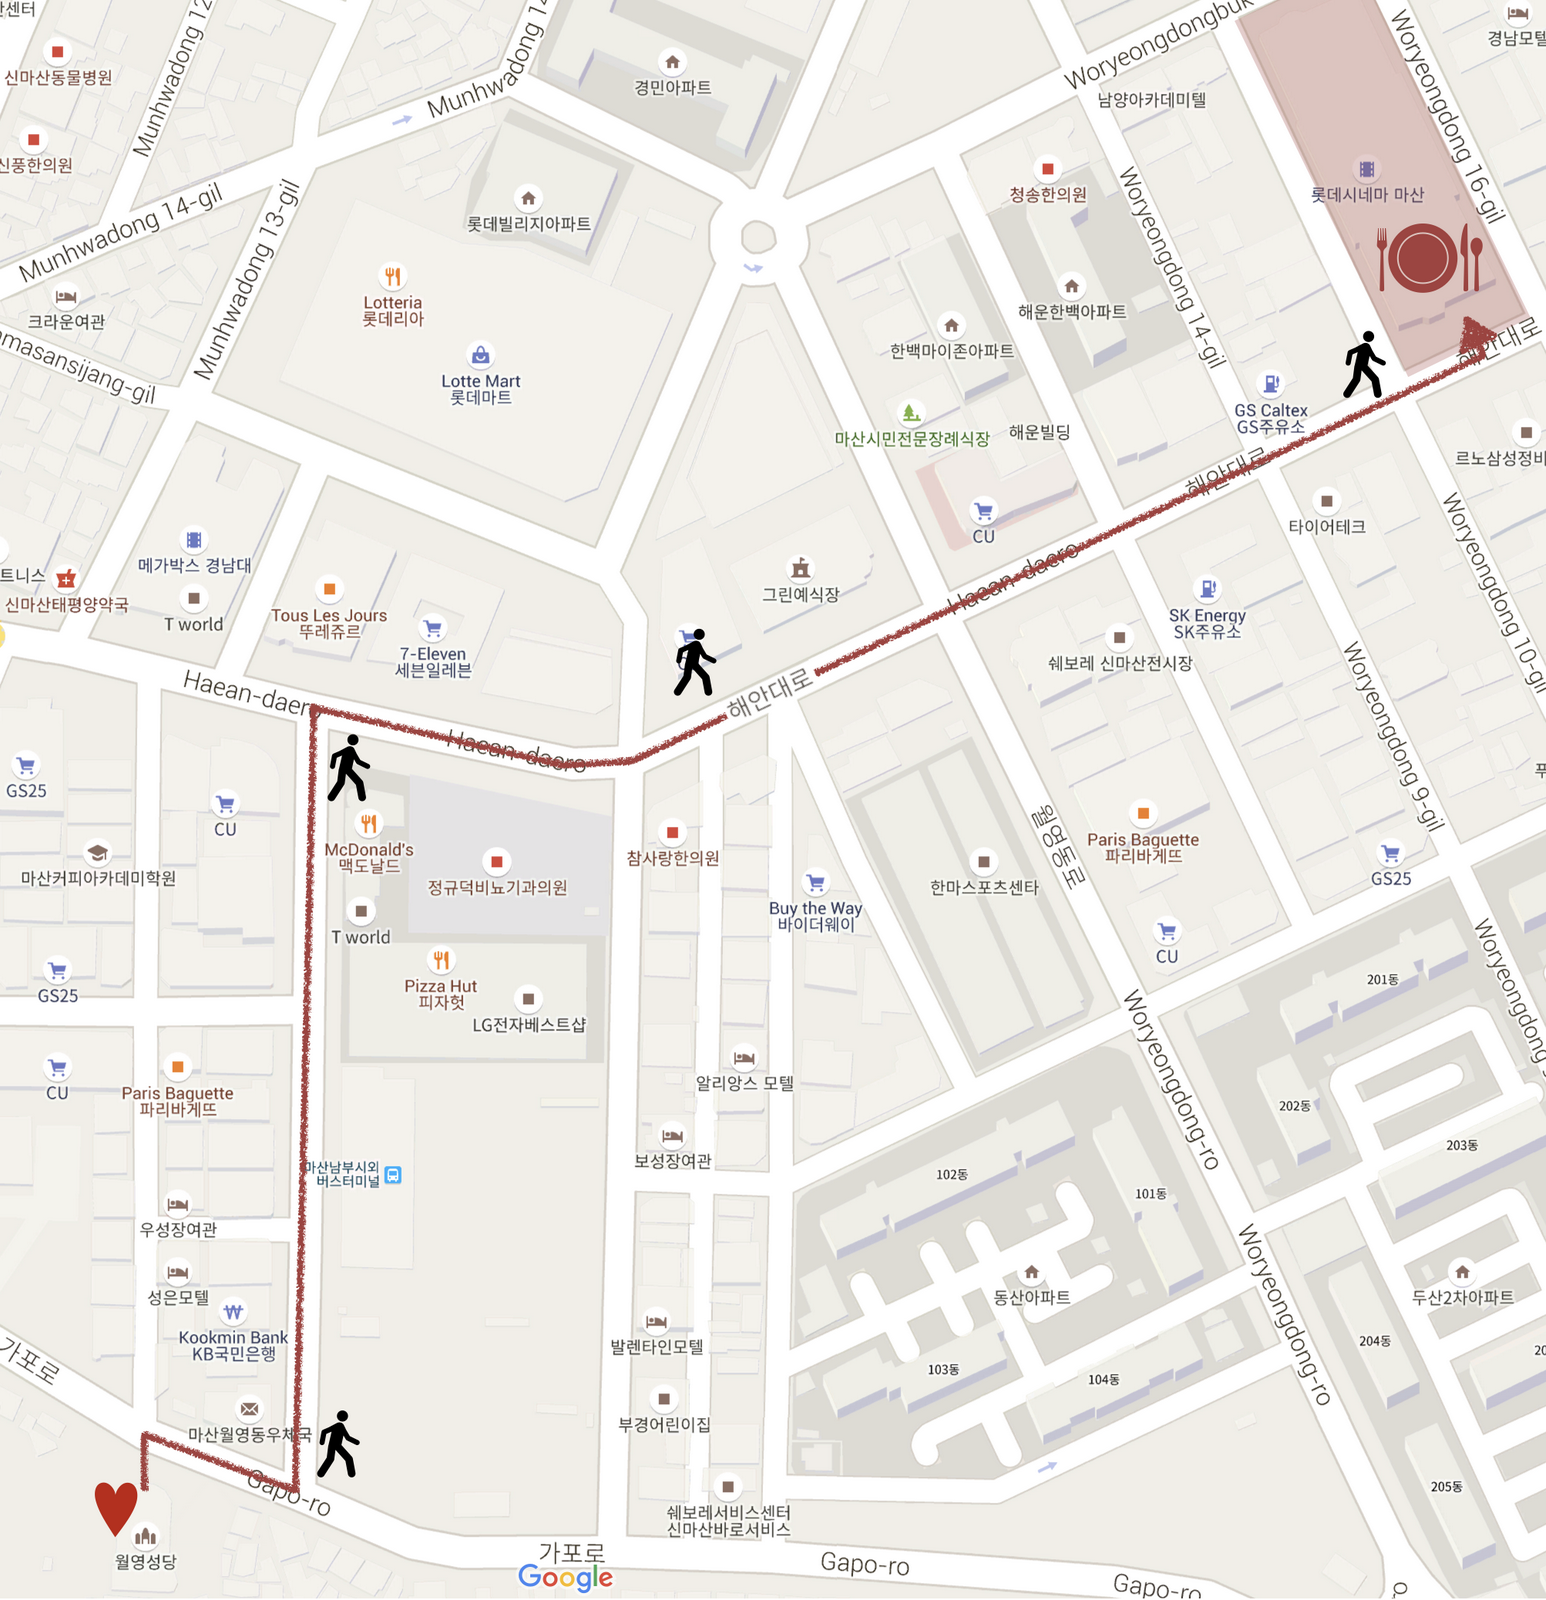 신마산동물병원
신풍한의원
Munhwadong 12
Munhwadong 14
Munhwadong 14-gil
Munhwadong 13-gil
크라운여관
경민아파트
롯데빌리지아파트
Lotteria
롯데리아
Lotte Mart
롯데마트
Woryeongdongbuk
남양아카데미텔
청송한의원
Woryeongdong 14-gil
Woryeongdong 16-gil
경남모텔
롯데시네마 마산
해운한백아파트
한백마이존아파트
마산시민전문장례식장
해운빌딩
CU
GS Caltex
GS주유소
해안대로
해안대로
르노삼성정비
타이어테크
메가박스 경남대
T world
트니스
신마산태평양약국
Tous Les Jours
뚜레쥬르
7-Eleven
세븐일레븐
그린예식장
Haean-daero
SK Energy
SK주유소
쉐보레 신마산전시장
Woryeongdong 10-gil
Woryeongdong 9-gil
Haean-daero
Haean-daero
해안대로
GS25
CU
마산커피아카데미학원
McDonald's
맥도날드
정규덕비뇨기과의원
T world
Pizza Hut
피자헛
LG전자베스트샵
참사랑한의원
Buy the Way
바이더웨이
한마스포츠센타
월영동로
Paris Baguette
파리바게뜨
GS25
CU
GS25
CU
Paris Baguette
파리바게뜨
알리앙스 모텔
보성장여관
마산남부시외
버스터미널
우성장여관
성은모텔
Kookmin Bank
KB국민은행
마산월영동우체국
가포로
Gapo-ro
월영성당
발렌타인모텔
부경어린이집
쉐보레서비스센터
신마산바로서비스
Woryeongdong-ro
Woryeongdong
201동
202동
203동
102동
101동
동산아파트
103동
104동
Woryeongdong-ro
두산2차아파트
204동
205동
가포로
Google
Gapo-ro
Gapo-ro